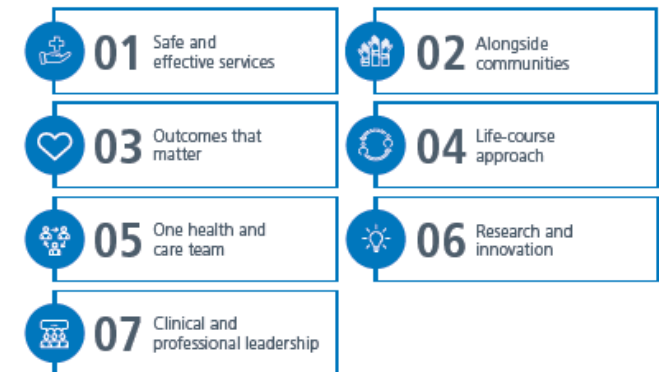 01 Safe and
effective services
02 Alongside
communities
03 Outcomes that
matter
04 Life-course
approach
05 One health and
care team
06 Research and
innovation
07 Clinical and
professional leadership